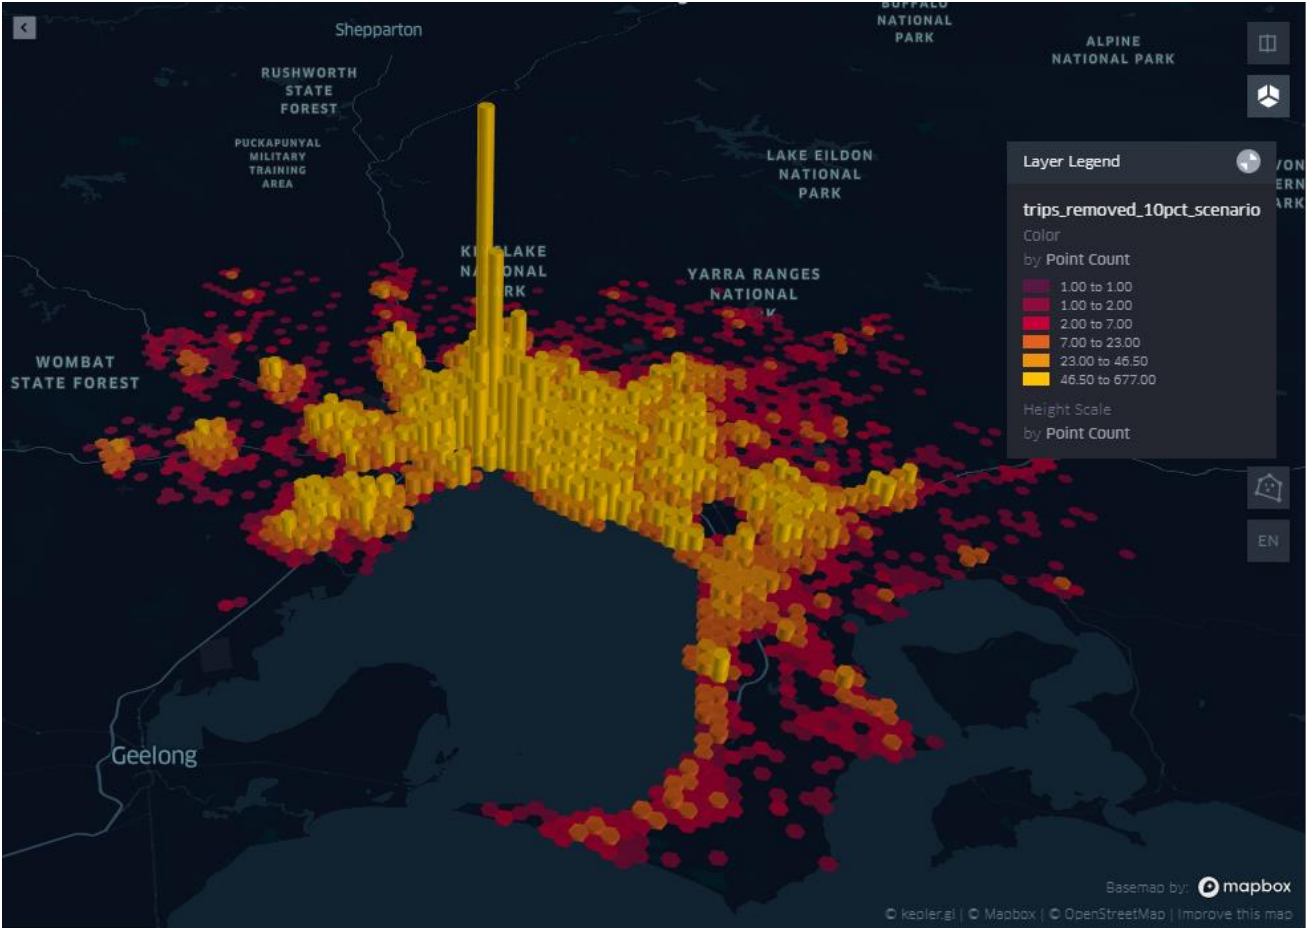 BUFFALO
NATIONAL
PARK
Shepparton
ALPINE
NATIONAL PARK
RUSHWORTH
STATE
FOREST
PUCKAPUNYAL
MILITARY
TRAINING
AREA
LAKE EILDON
NATIONAL
PARK
Layer Legend
trips_removed_10pct_scenario
Color
by Point Count
1.00 to 1.00
1.00 to 2.00
2.00 to 7.00
7.00 to 23.00
23.00 to 46.50
46.50 to 677.00
Height Scale
by Point Count
YARRA RANGES
NATIONAL
WOMBAT
STATE FOREST
EN
Geelong
Basemap by: mapbox
© kepler.gl | © Mapbox | © OpenStreetMap | Improve this map